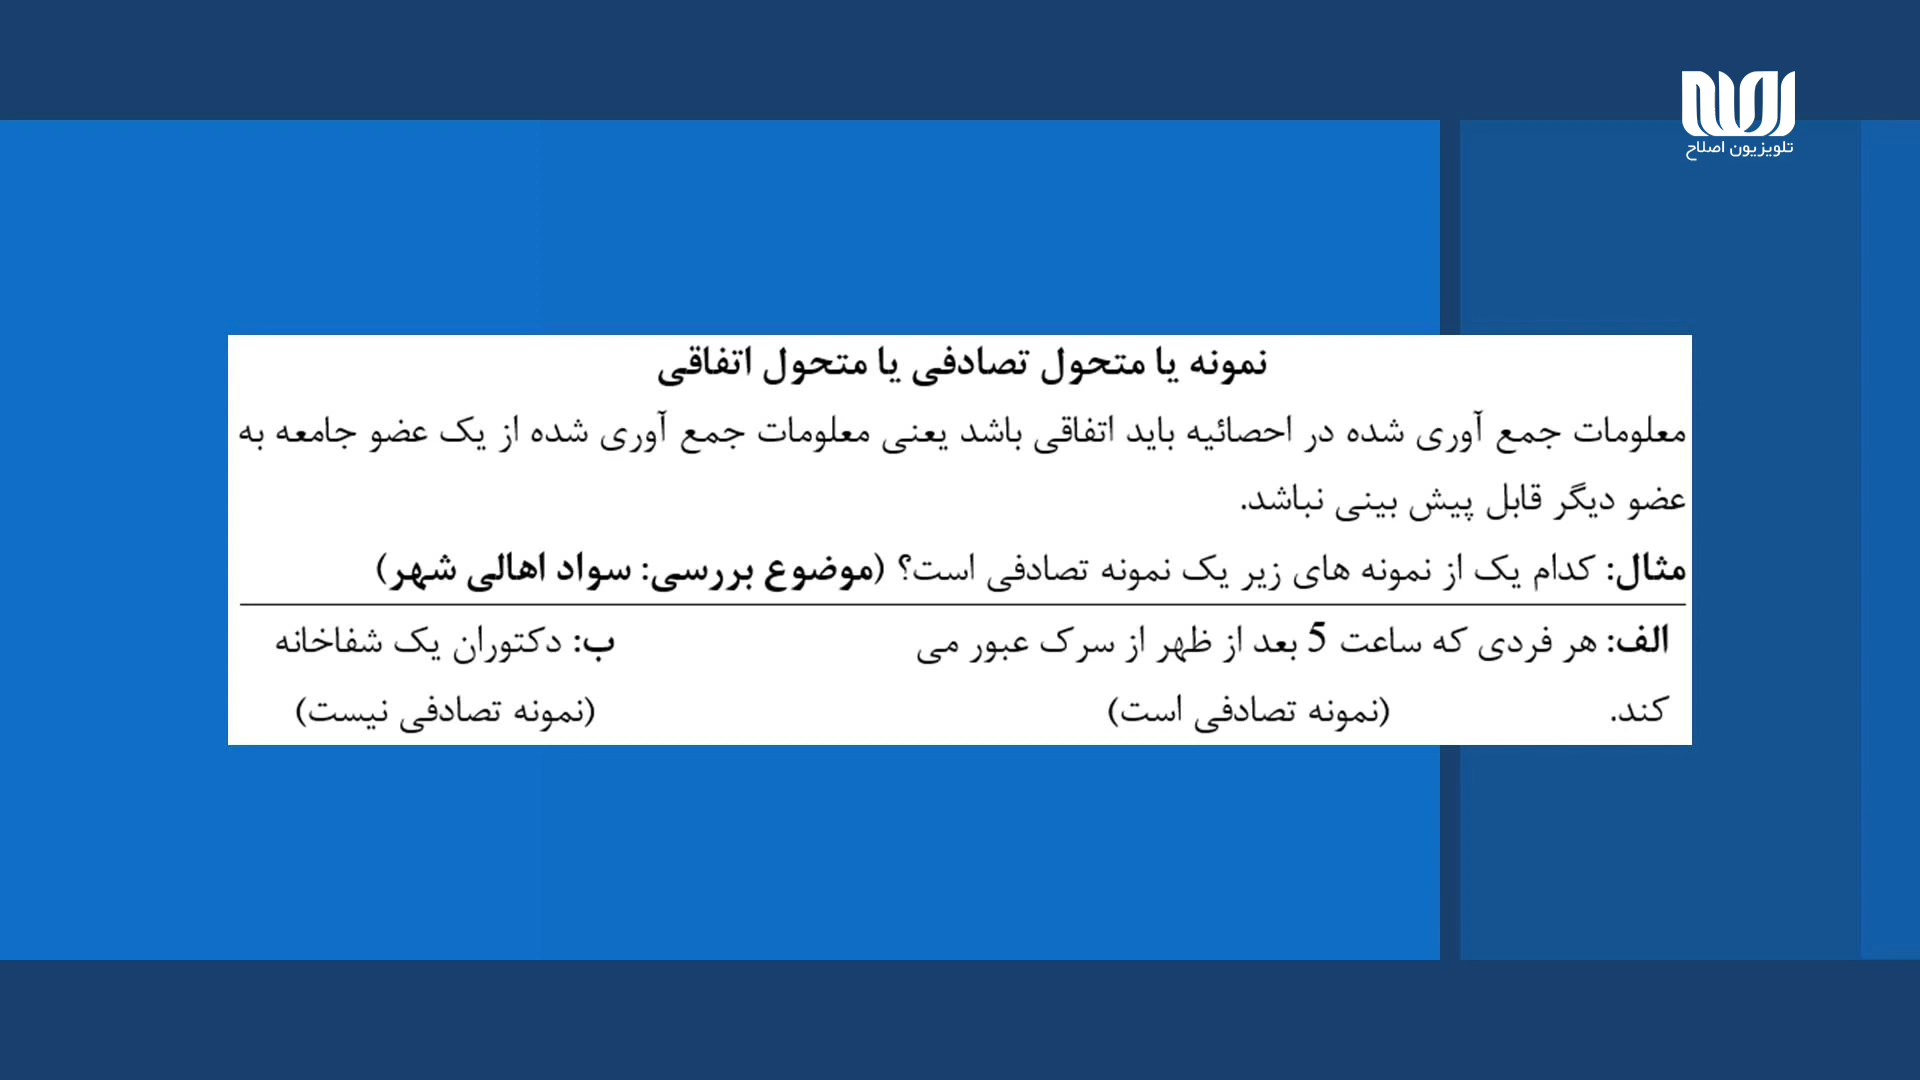 تلویزیون اصلاح
نمونه یا متحول تصادفی یا متحول اتفاقی
معلومات جمع آوری شده در احصائیه باید اتفاقی باشد یعنی معلومات جمع آوری شده از یک عضو جامعه به
عضو دیگر قابل پیش بینی نباشد.
مثال: کدام یک از نمونه های زیر یک نمونه تصادفی است؟ (موضوع بررسی: سواد اهالی شهر)
الف: هر فردی که ساعت 5 بعد از ظهر از سرک عبور می
کند. (نمونه تصادفی است)
ب: دکتوران یک شفاخانه
(نمونه تصادفی نیست)